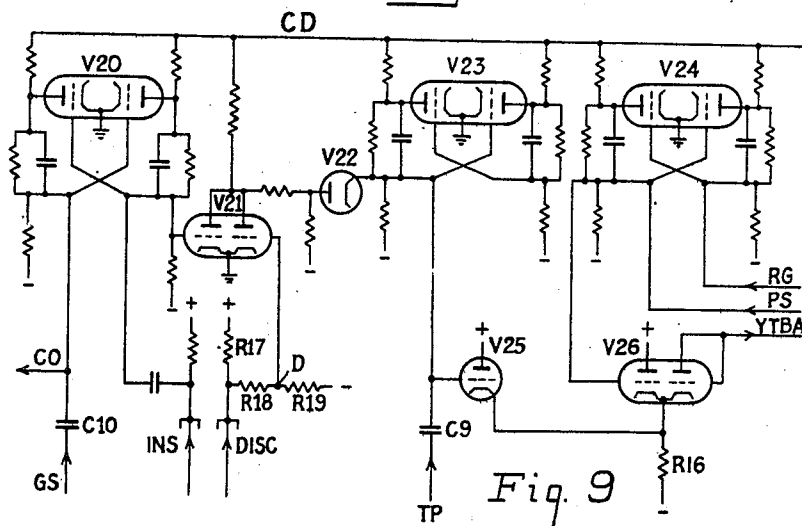 CD
V20
V23
V24
V22
V21
+
+
R17
R18
D
R19
CO
C10
GS
INS
DISC
V25
+
C9
TP
V26
+
RG
PS
YTBA
R16
Fig. 9